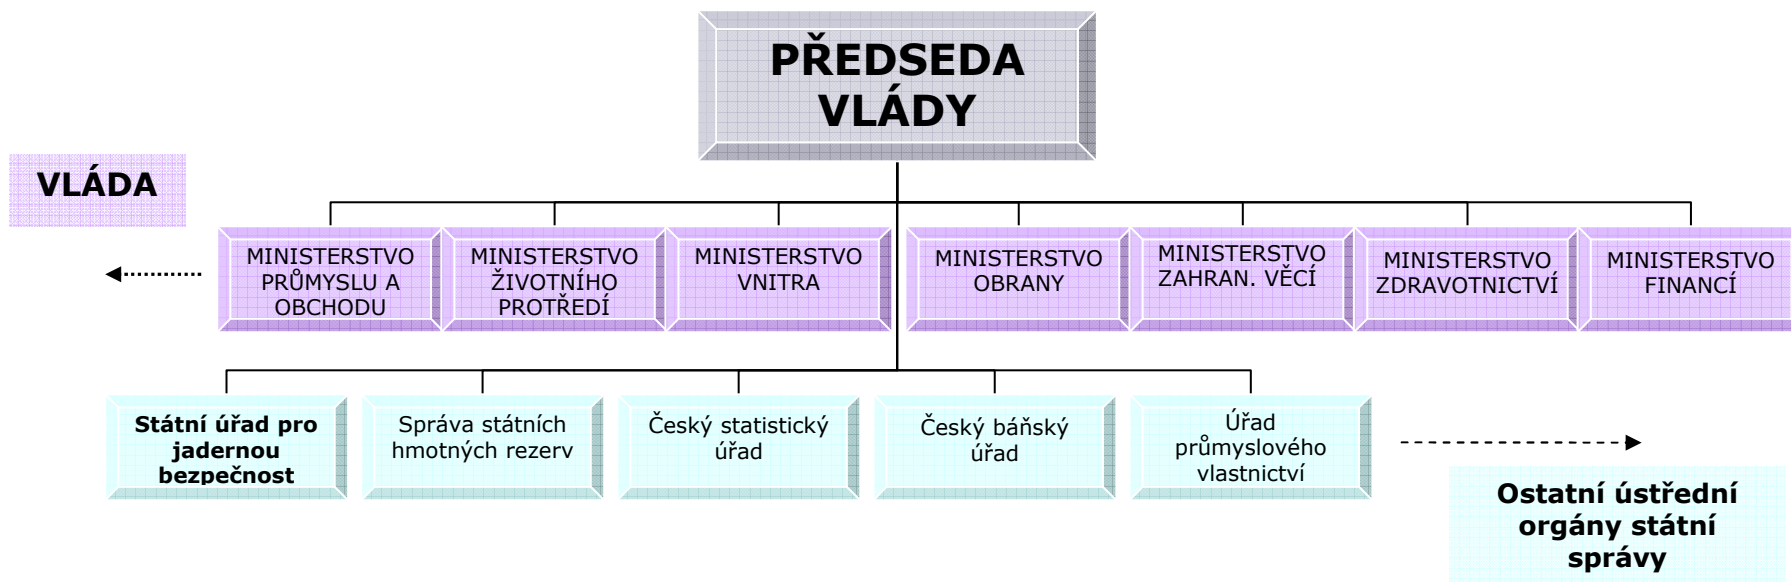 PŘEDSEDA
VLÁDY
VLÁDA
MINISTERSTVO
PRŮMYSLU A
OBCHODU
MINISTERSTVO
ŽIVOTNÍHO
PROTŘEDÍ
MINISTERSTVO
VNITRA
MINISTERSTVO
OBRANY
MINISTERSTVO
ZAHRAN. VĚCÍ
MINISTERSTVO
ZDRAVOTNICTVÍ
MINISTERSTVO
FINANCÍ
Státní úřad pro
jadernou
bezpečnost
Správa státních
hmotných rezerv
Český statistický
úřad
Český báňský
úřad
Úřad
průmyslového
vlastnictví
Ostatní ústřední
orgány státní
správy